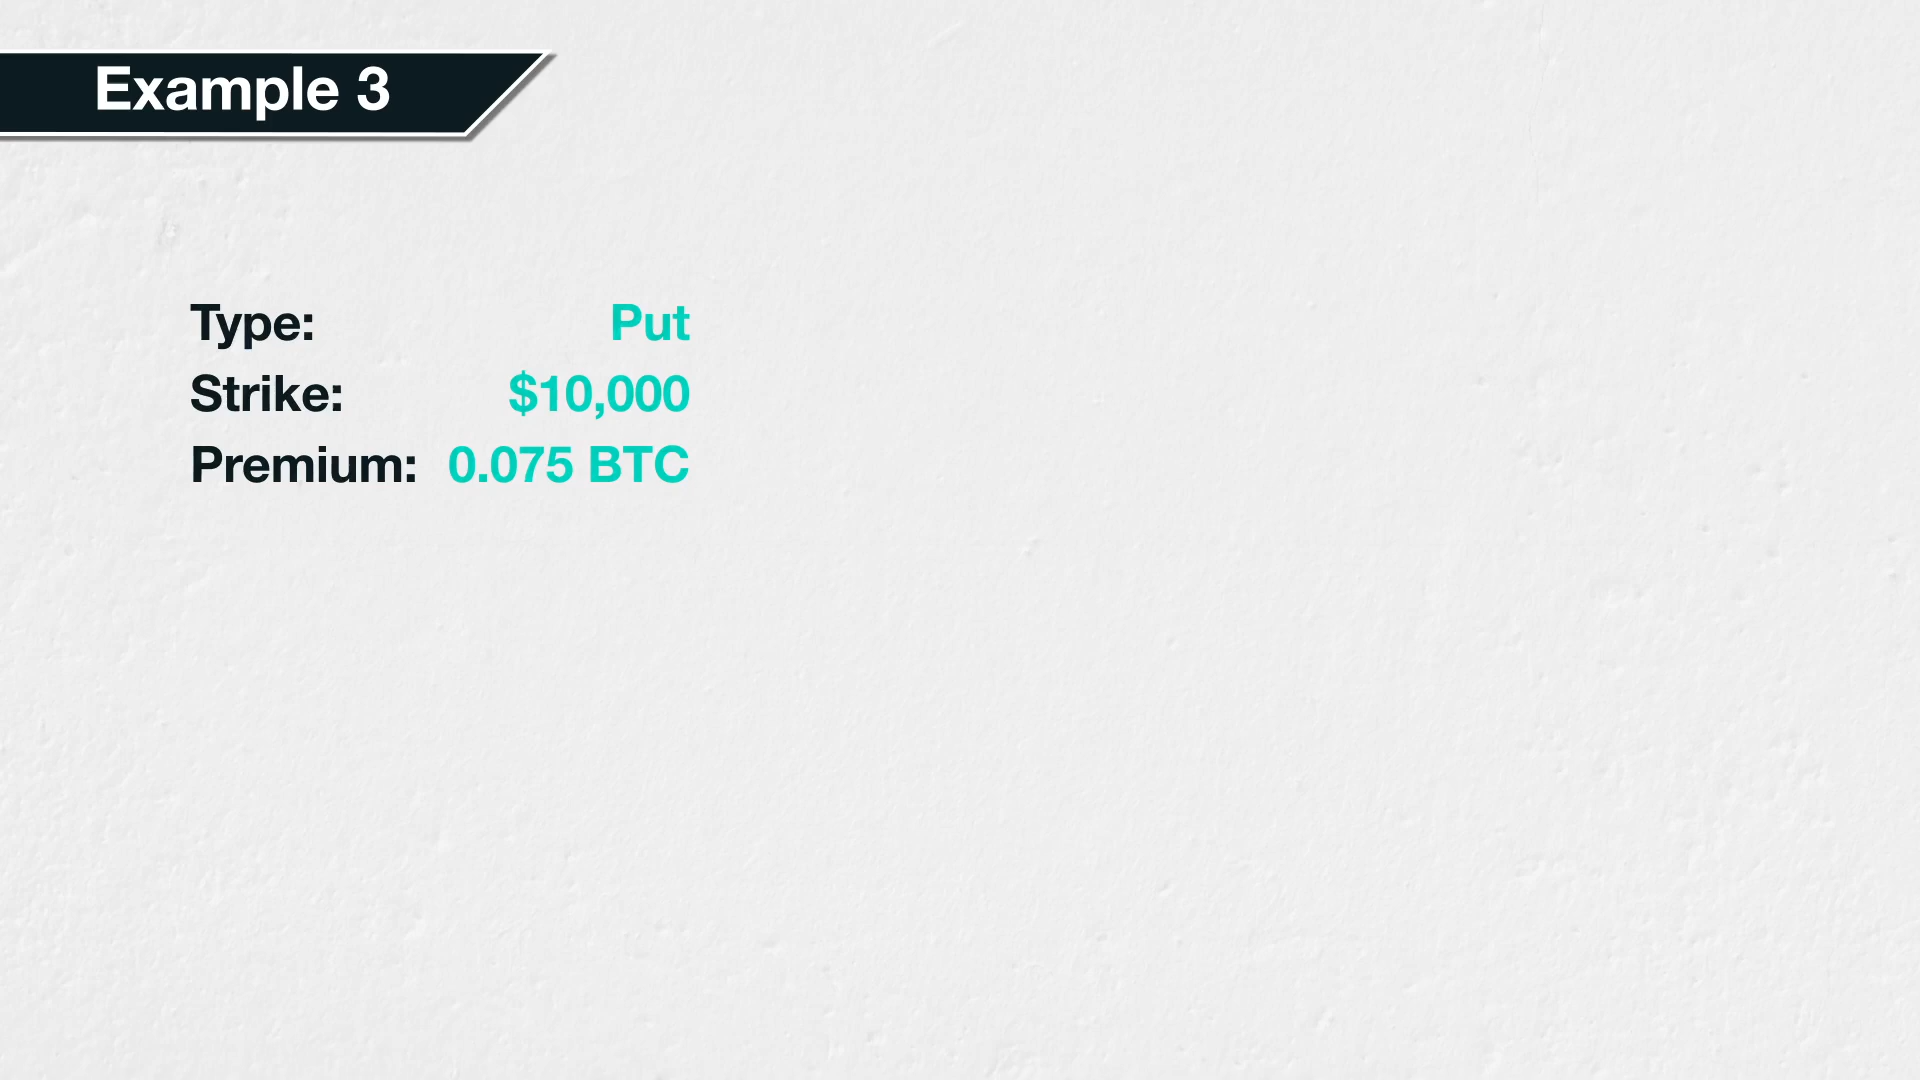 Example 3
Type: Put
Strike: $10,000
Premium: 0.075 BTC